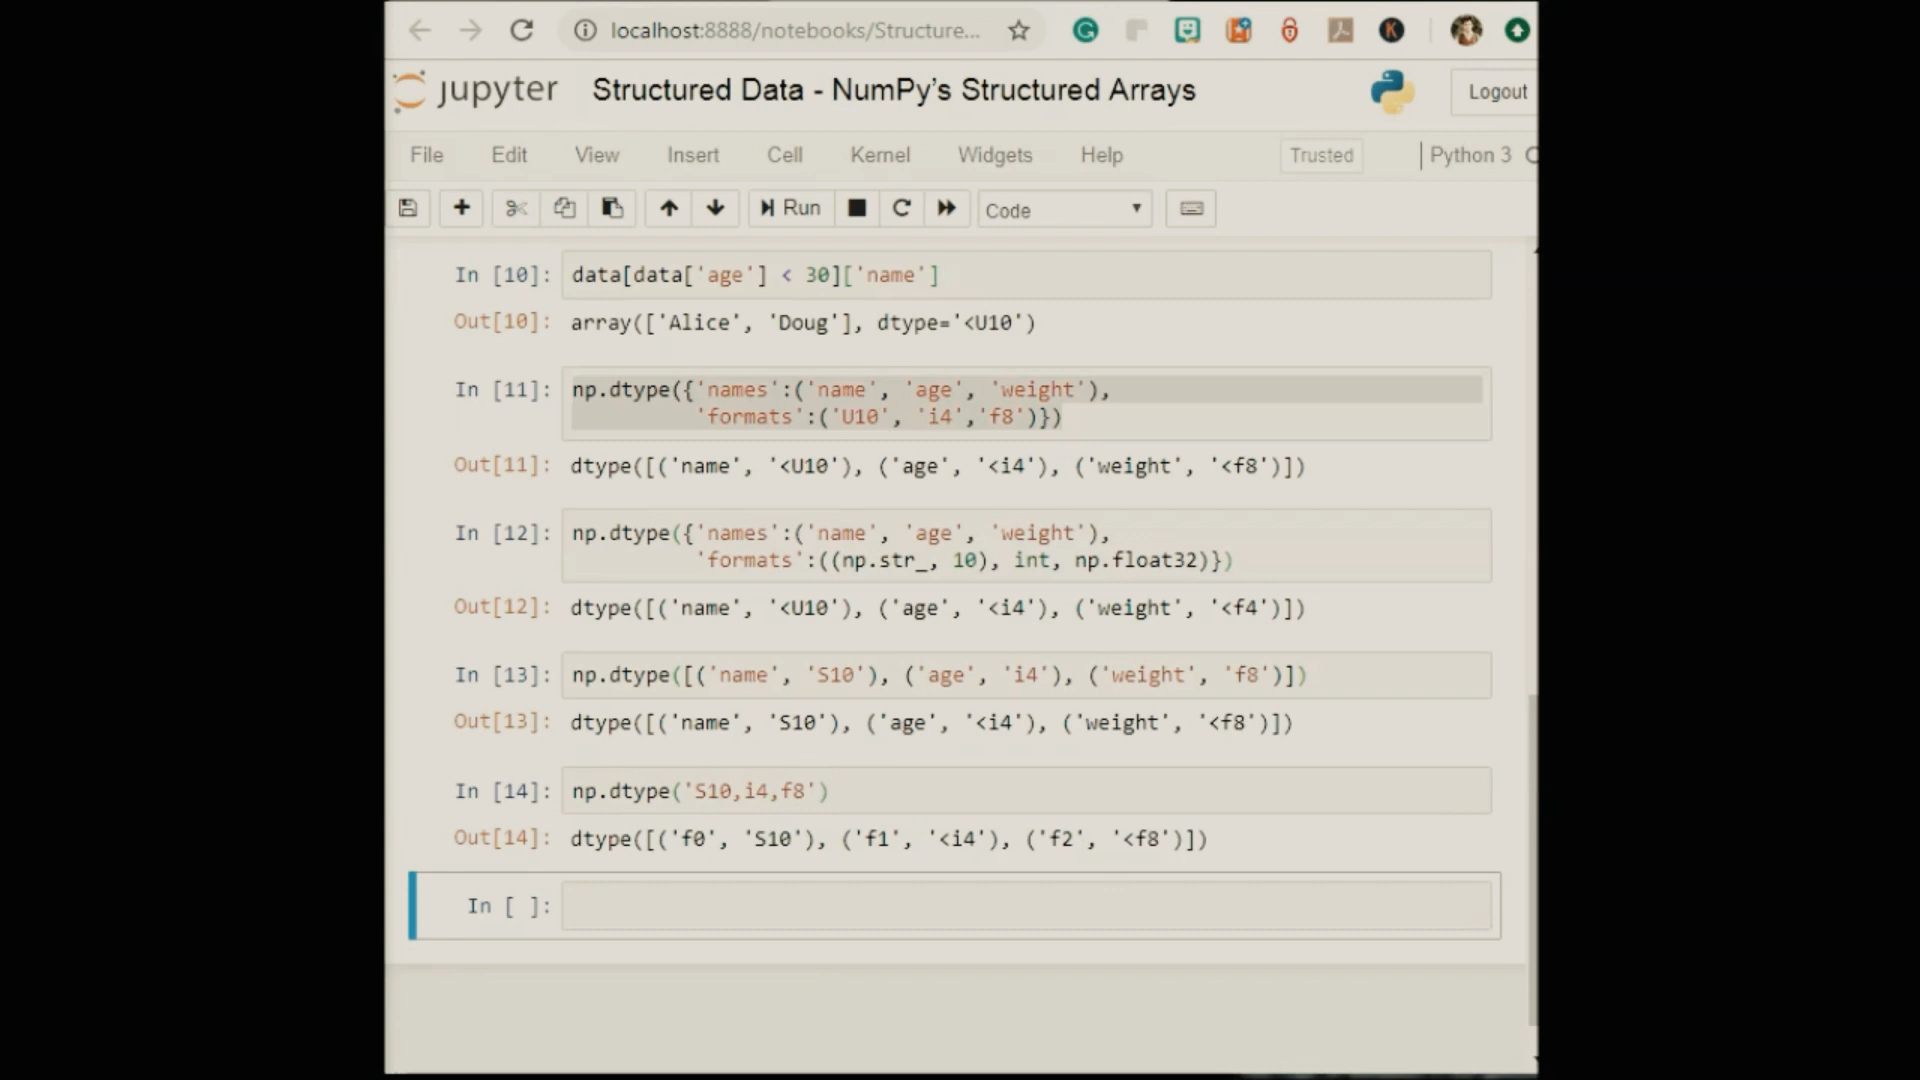 localhost:8888/notebooks/Structure...
jupyter Structured Data - NumPy's Structured Arrays Logout
File Edit View Insert Cell Kernel Widgets Help Trusted Python 3
Run Code
In [10]: data[data['age'] < 30]['name']
Out[10]: array(['Alice', 'Doug'], dtype='<U10')
In [11]: np.dtype({'names':('name', 'age', 'weight'),
'formats':('U10', 'i4','f8')})
Out[11]: dtype([('name', '<U10'), ('age', '<i4'), ('weight', '<f8')])
In [12]: np.dtype({'names':('name', 'age', 'weight'),
'formats':((np.str_, 10), int, np.float32)})
Out[12]: dtype([('name', '<U10'), ('age', '<i4'), ('weight', '<f4')])
In [13]: np.dtype([('name', 'S10'), ('age', 'i4'), ('weight', 'f8')])
Out[13]: dtype([('name', 'S10'), ('age', '<i4'), ('weight', '<f8')])
In [14]: np.dtype('S10,i4,f8')
Out[14]: dtype([('f0', 'S10'), ('f1', '<i4'), ('f2', '<f8')])
In [ ]: